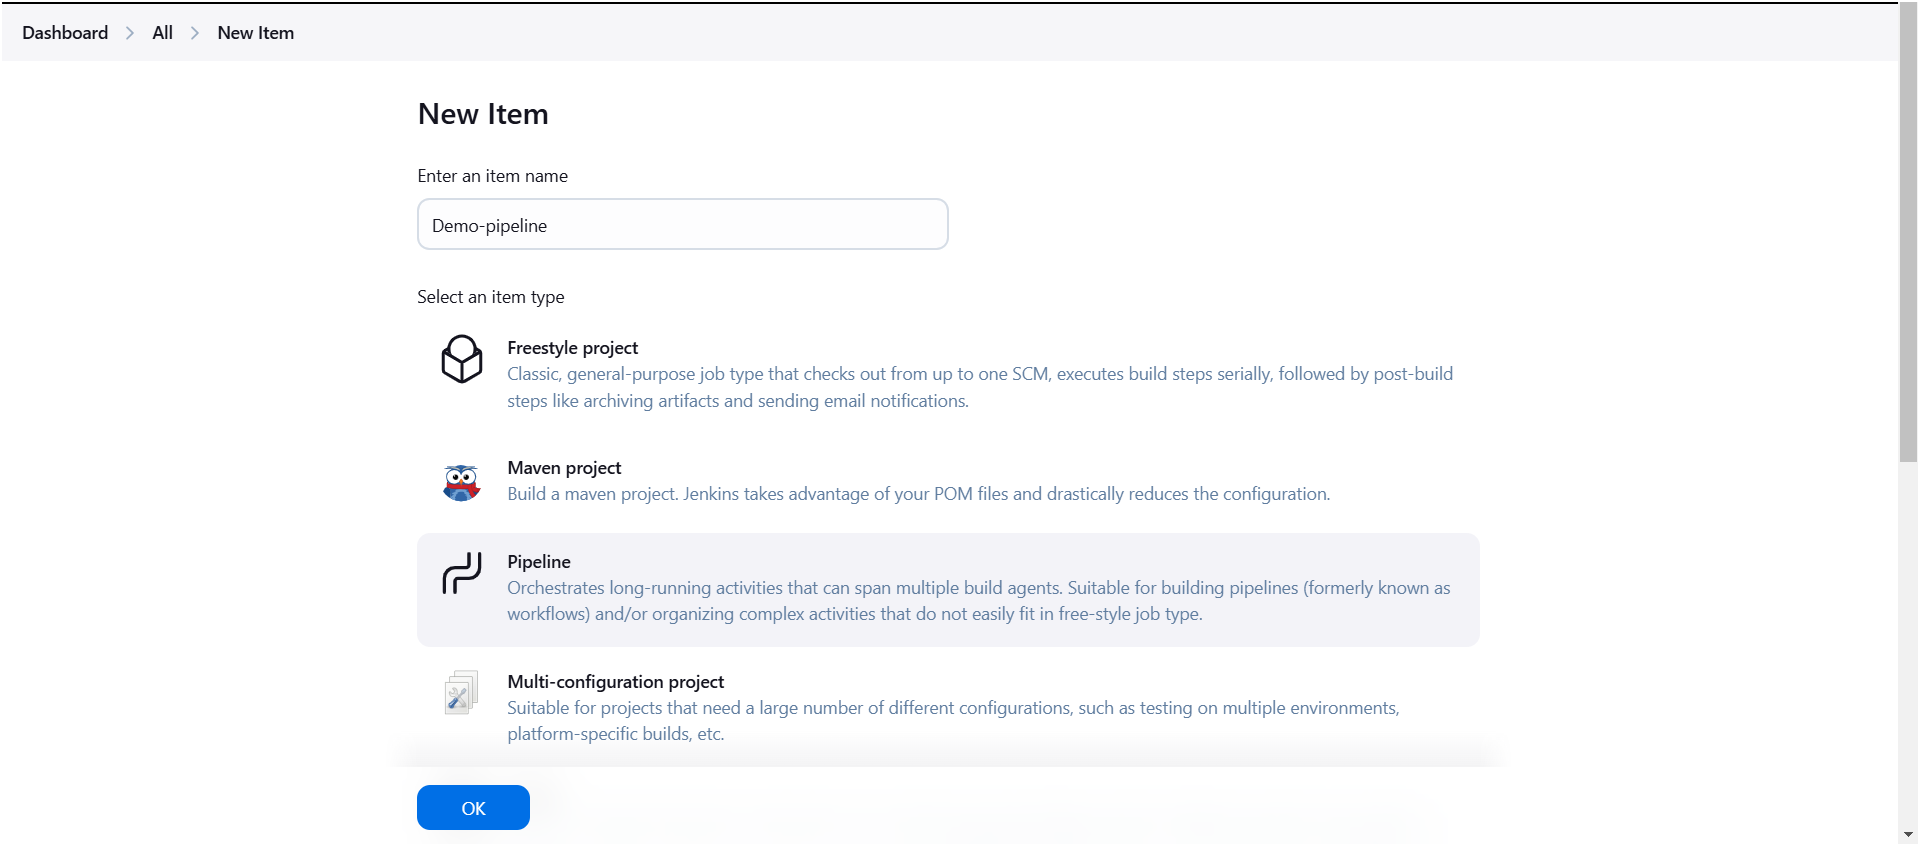 Dashboard > All > New Item
New Item
Enter an item name
Demo-pipeline
Select an item type
Freestyle project
Classic, general-purpose job type that checks out from up to one SCM, executes build steps serially, followed by post-build
steps like archiving artifacts and sending email notifications.
Maven project
Build a maven project. Jenkins takes advantage of your POM files and drastically reduces the configuration.
Pipeline
Orchestrates long-running activities that can span multiple build agents. Suitable for building pipelines (formerly known as
workflows) and/or organizing complex activities that do not easily fit in free-style job type.
Multi-configuration project
Suitable for projects that need a large number of different configurations, such as testing on multiple environments,
platform-specific builds, etc.
OK